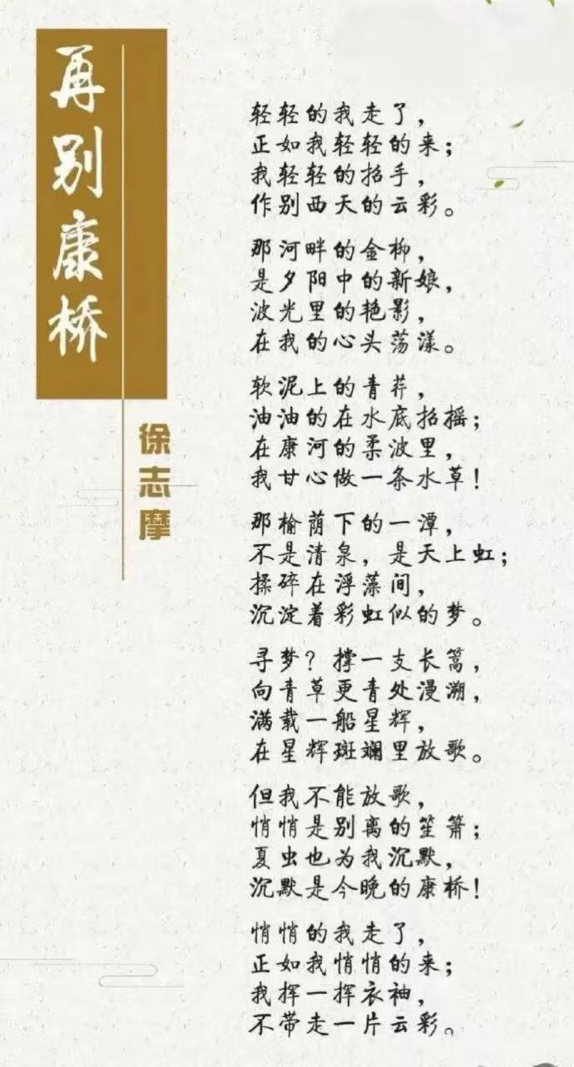 再别康桥
徐志摩
轻轻的我走了，
正如我轻轻的来；
我轻轻的招手，
作别西天的云彩。
那河畔的金柳，
是夕阳中的新娘，
波光里的艳影，
在我的心头荡漾。
软泥上的青荇，
油油的在水底招摇；
在康河的柔波里，
我甘心做一条水草！
那榆荫下的一潭，
不是清泉，是天上虹；
揉碎在浮藻间，
沉淀着彩虹似的梦。
寻梦？撑一支长篙，
向青草更青处漫溯，
满载一船星辉，
在星辉斑斓里放歌。
但我不能放歌，
悄悄是别离的笙箫；
夏虫也为我沉默，
沉默是今晚的康桥！
悄悄的我走了，
正如我悄悄的来；
我挥一挥衣袖，
不带走一片云彩。